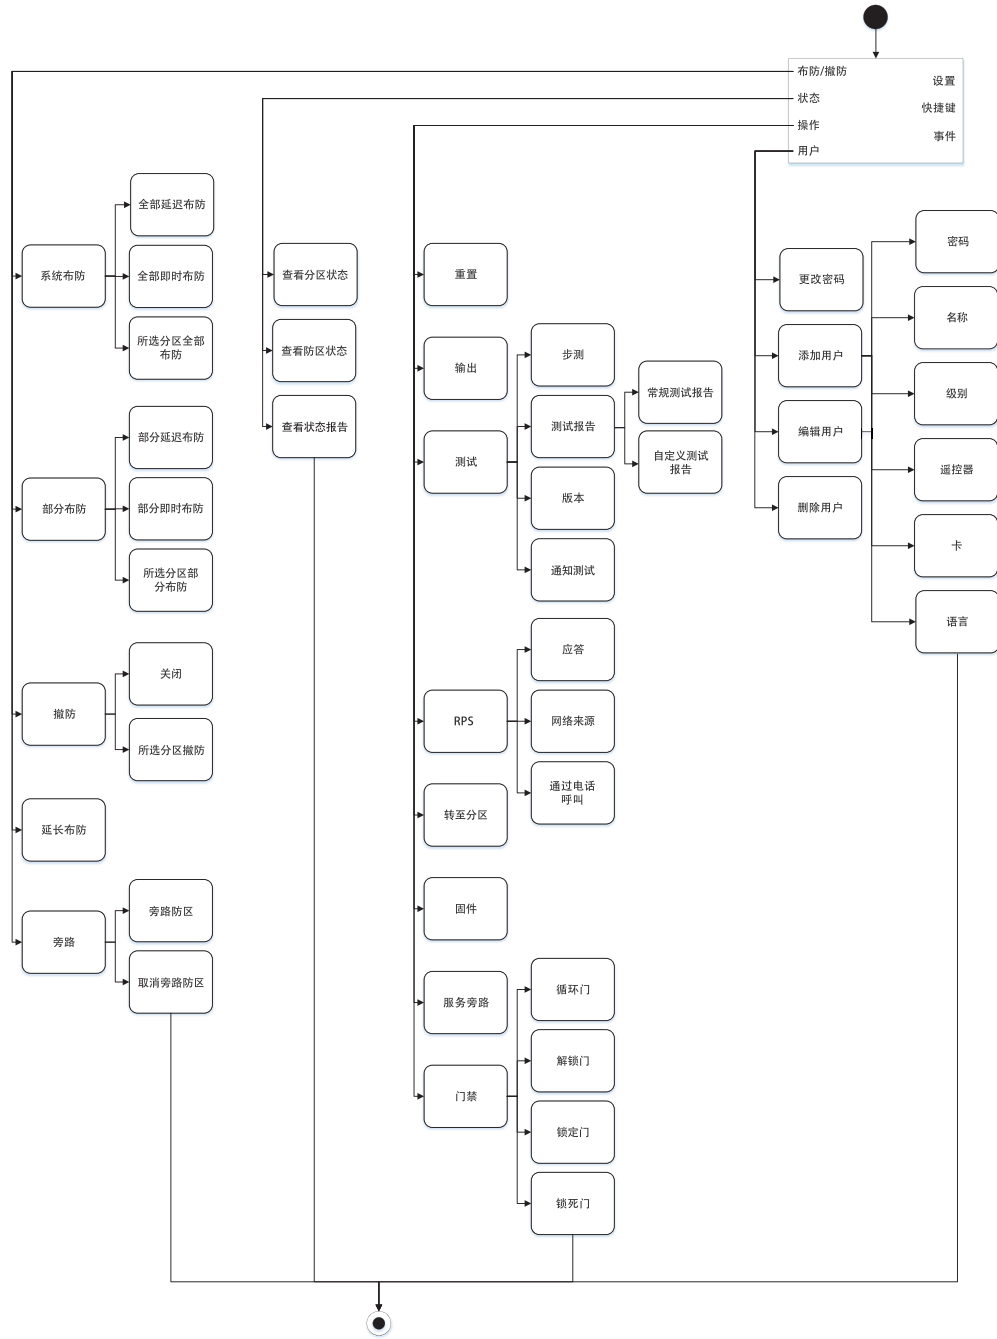 布防/撤防
状态
操作
用户
设置
快捷键
事件
系统布防
全部延迟布防
全部即时布防
所选分区全部
布防
部分布防
部分延迟布防
部分即时布防
所选分区部
分布防
撤防
关闭
所选分区撤防
延长布防
旁路
旁路防区
取消旁路防区
查看分区状态
查看防区状态
查看状态报告
重置
输出
测试
步测
测试报告
常规测试报告
自定义测试
报告
版本
通知测试
RPS
应答
网络来源
通过电话
呼叫
转至分区
固件
服务旁路
门禁
循环门
解锁门
锁定门
锁死门
更改密码
添加用户
编辑用户
删除用户
密码
名称
级别
遥控器
卡
语言